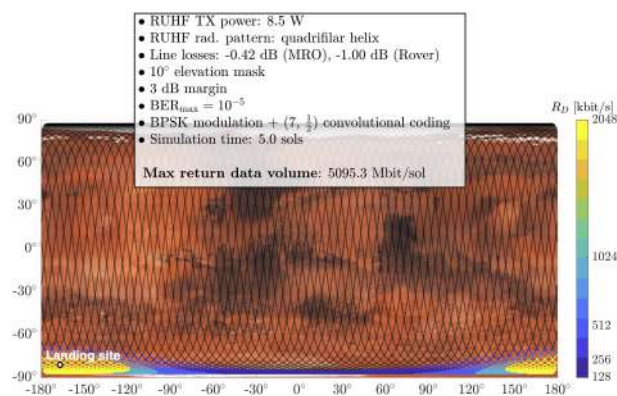 • RUHF TX power: 8.5 W
• RUHF rad. pattern: quadrifilar helix
• Line losses: -0.42 dB (MRO), -1.00 dB (Rover)
• 10° elevation mask
• 3 dB margin
• BERmax = 10⁻⁵
• BPSK modulation + (7, ½) convolutional coding
• Simulation time: 5.0 sols
Max return data volume: 5095.3 Mbit/sol
R_D [kbit/s]
2048
1024
512
256
128
90°
60°
30°
0°
-30°
-60°
-90°
Landing site
-180° -150° -120° -90° -60° -30° 0° 30° 60° 90° 120° 150° 180°